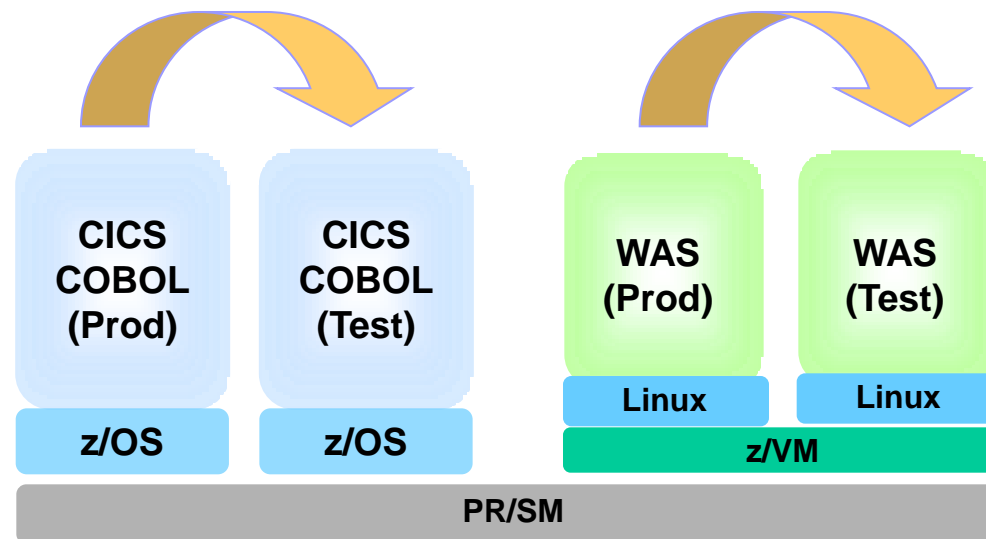 CICS
COBOL
(Prod)
CICS
COBOL
(Test)
WAS
(Prod)
WAS
(Test)
z/OS
z/OS
Linux
Linux
z/VM
PR/SM